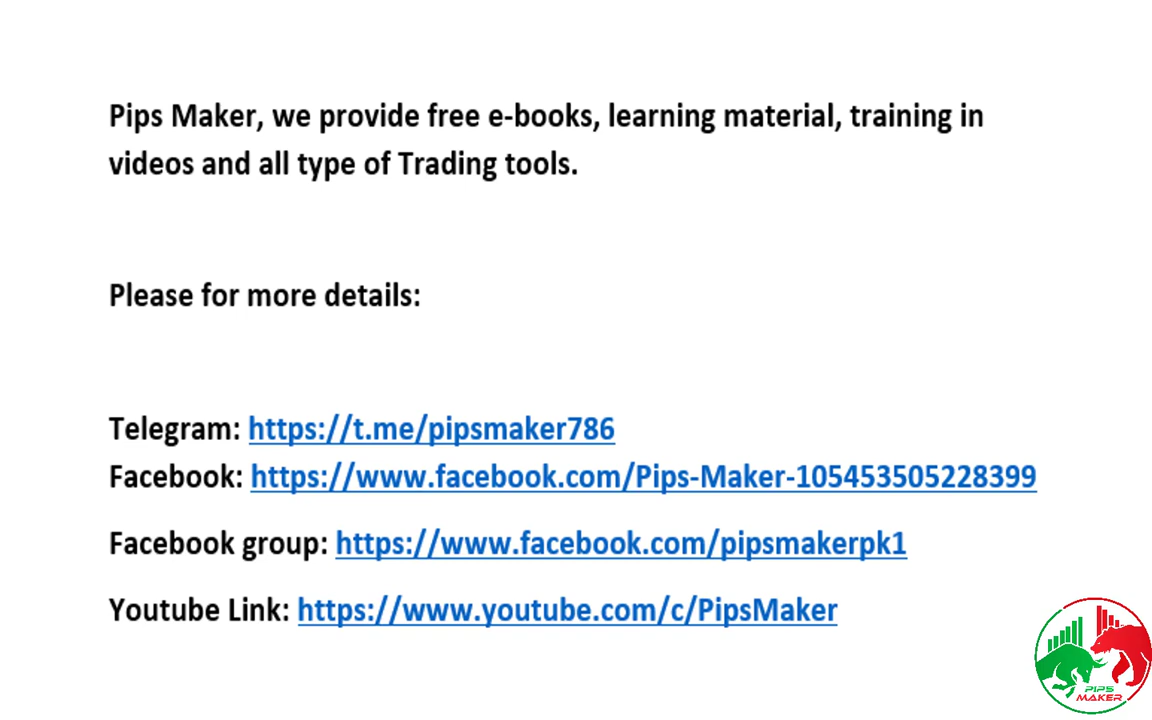 Pips Maker, we provide free e-books, learning material, training in
videos and all type of Trading tools.
Please for more details:
Telegram: https://t.me/pipsmaker786
Facebook: https://www.facebook.com/Pips-Maker-105453505228399
Facebook group: https://www.facebook.com/pipsmakerpk1
Youtube Link: https://www.youtube.com/c/PipsMaker
PIPS
MAKER